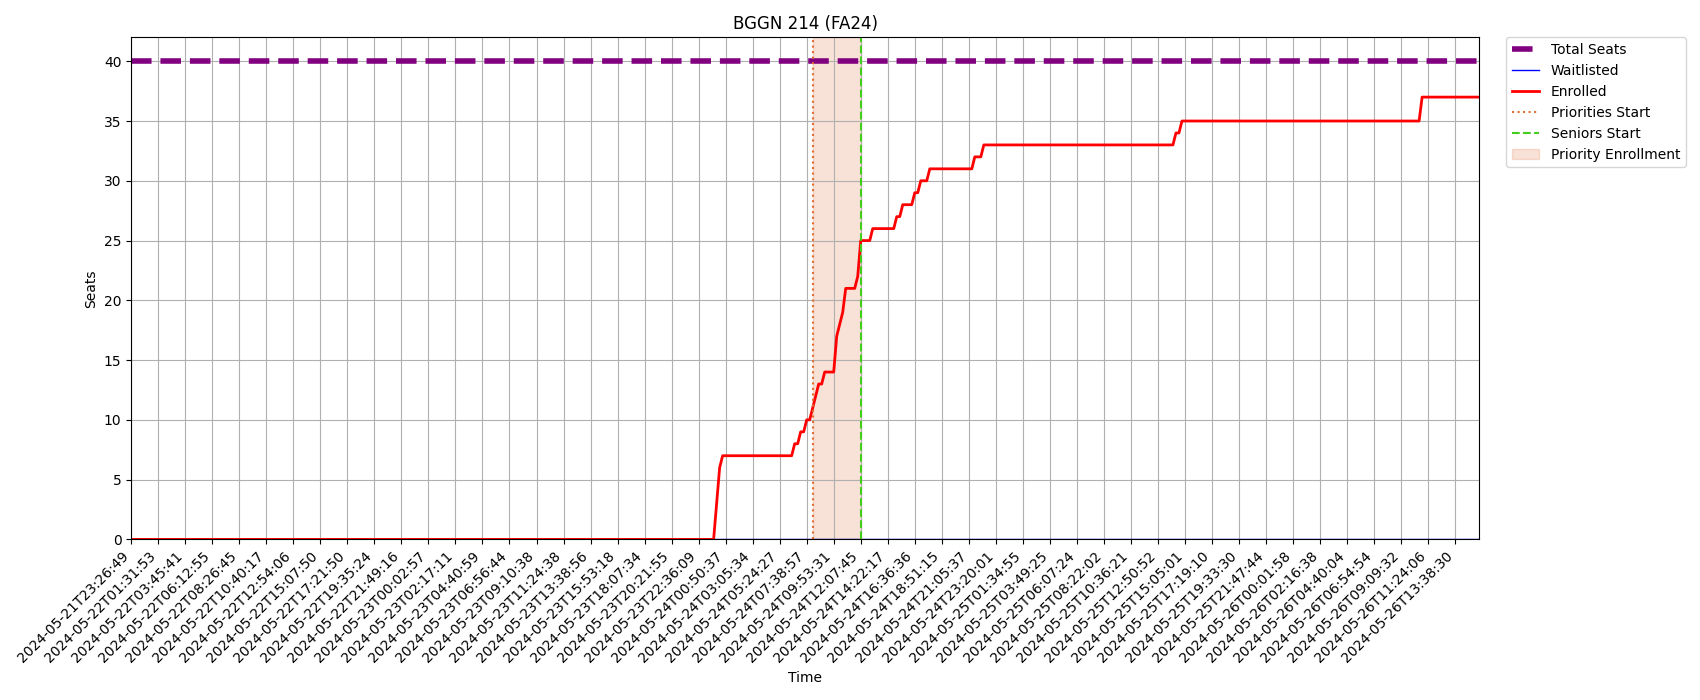 BGGN 214 (FA24)
Total Seats
Waitlisted
Enrolled
Priorities Start
Seniors Start
Priority Enrollment
Seats
40
35
30
25
20
15
10
5
0
2024-05-21T23:26:49
2024-05-22T01:31:53
2024-05-22T03:45:41
2024-05-22T06:12:55
2024-05-22T08:26:45
2024-05-22T10:40:17
2024-05-22T12:54:06
2024-05-22T15:07:50
2024-05-22T17:21:50
2024-05-22T19:35:24
2024-05-22T21:49:16
2024-05-23T00:02:57
2024-05-23T02:17:11
2024-05-23T04:40:59
2024-05-23T06:56:44
2024-05-23T09:10:38
2024-05-23T11:24:38
2024-05-23T13:38:56
2024-05-23T15:53:18
2024-05-23T18:07:34
2024-05-23T20:21:55
2024-05-23T22:36:09
2024-05-24T00:50:37
2024-05-24T03:05:34
2024-05-24T05:24:27
2024-05-24T07:38:57
2024-05-24T09:53:31
2024-05-24T12:07:45
2024-05-24T14:22:17
2024-05-24T16:36:36
2024-05-24T18:51:15
2024-05-24T21:05:37
2024-05-24T23:20:01
2024-05-25T01:34:55
2024-05-25T03:49:25
2024-05-25T06:07:24
2024-05-25T08:22:02
2024-05-25T10:36:21
2024-05-25T12:50:52
2024-05-25T15:05:01
2024-05-25T17:19:10
2024-05-25T19:33:30
2024-05-25T21:47:44
2024-05-26T00:01:58
2024-05-26T02:16:38
2024-05-26T04:40:04
2024-05-26T06:54:54
2024-05-26T09:09:32
2024-05-26T11:24:06
2024-05-26T13:38:30
Time